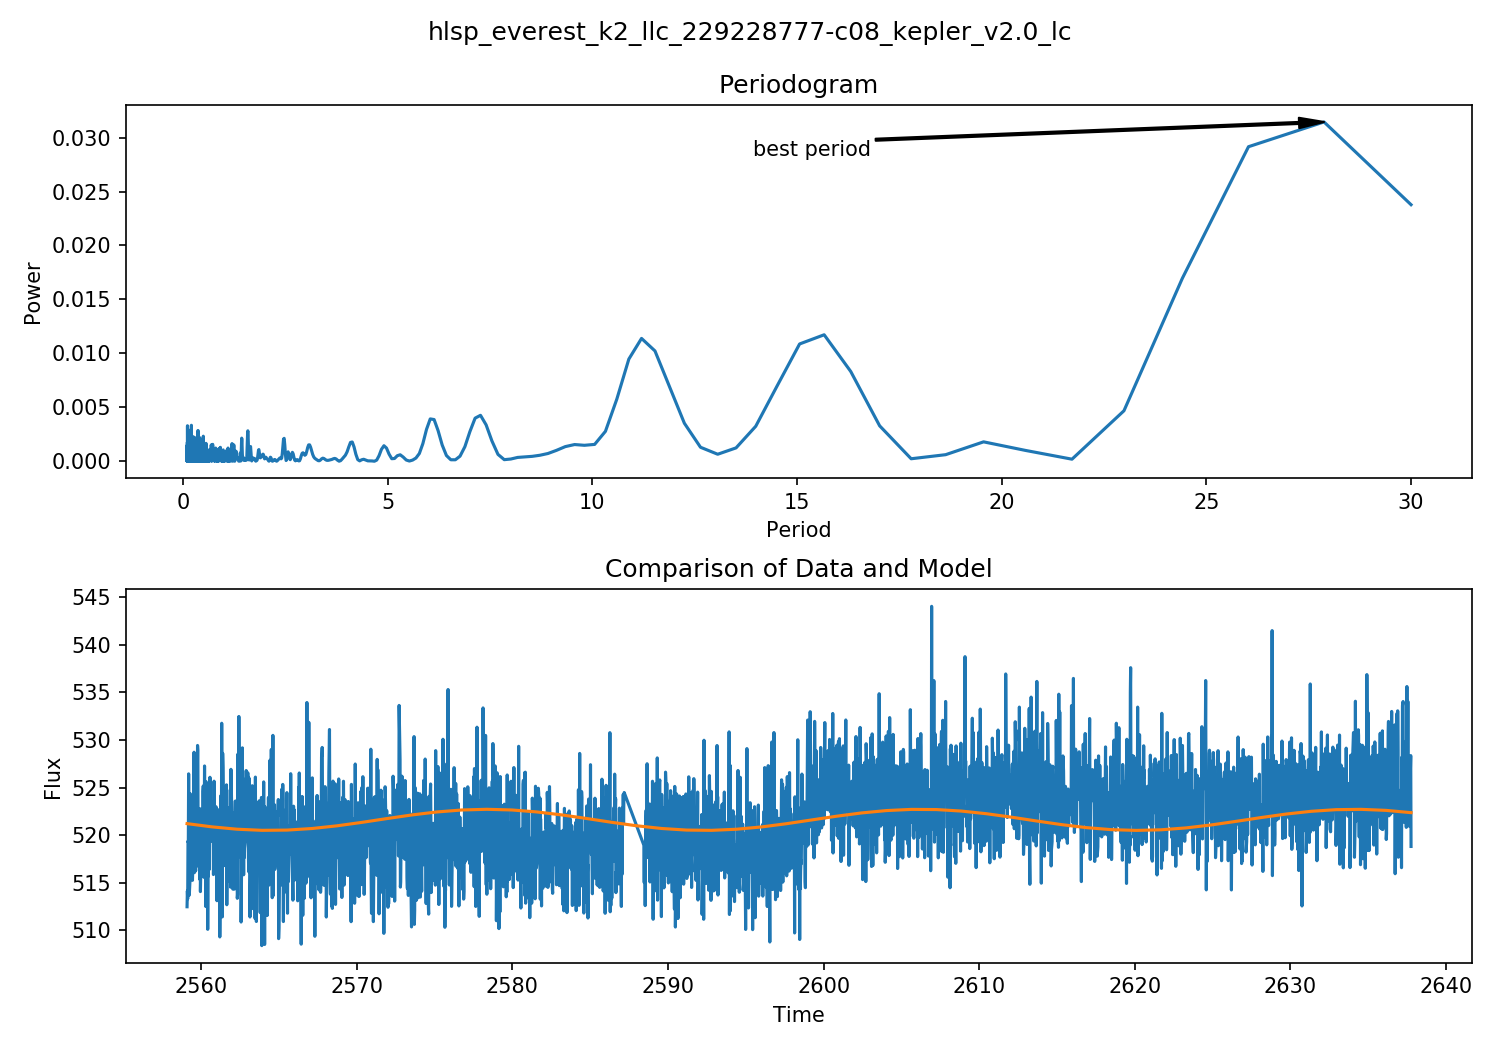 hlsp_everest_k2_llc_229228777-c08_kepler_v2.0_lc
Periodogram
best period
0.030
0.025
0.020
0.015
0.010
0.005
0.000
Power
0 5 10 15 20 25 30
Period
Comparison of Data and Model
545
540
535
530
525
520
515
510
Flux
2560 2570 2580 2590 2600 2610 2620 2630 2640
Time